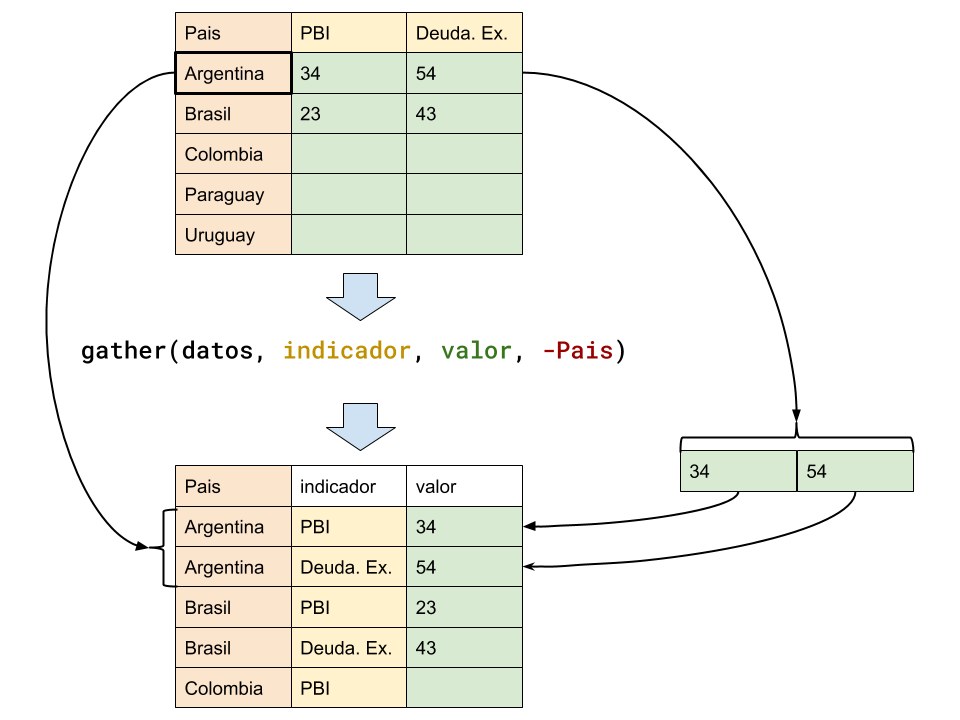 Pais PBI Deuda. Ex.
Argentina 34 54
Brasil 23 43
Colombia
Paraguay
Uruguay
gather(datos, indicador, valor, -Pais)
Pais indicador valor
34 54
Argentina PBI 34
Argentina Deuda. Ex. 54
Brasil PBI 23
Brasil Deuda. Ex. 43
Colombia PBI